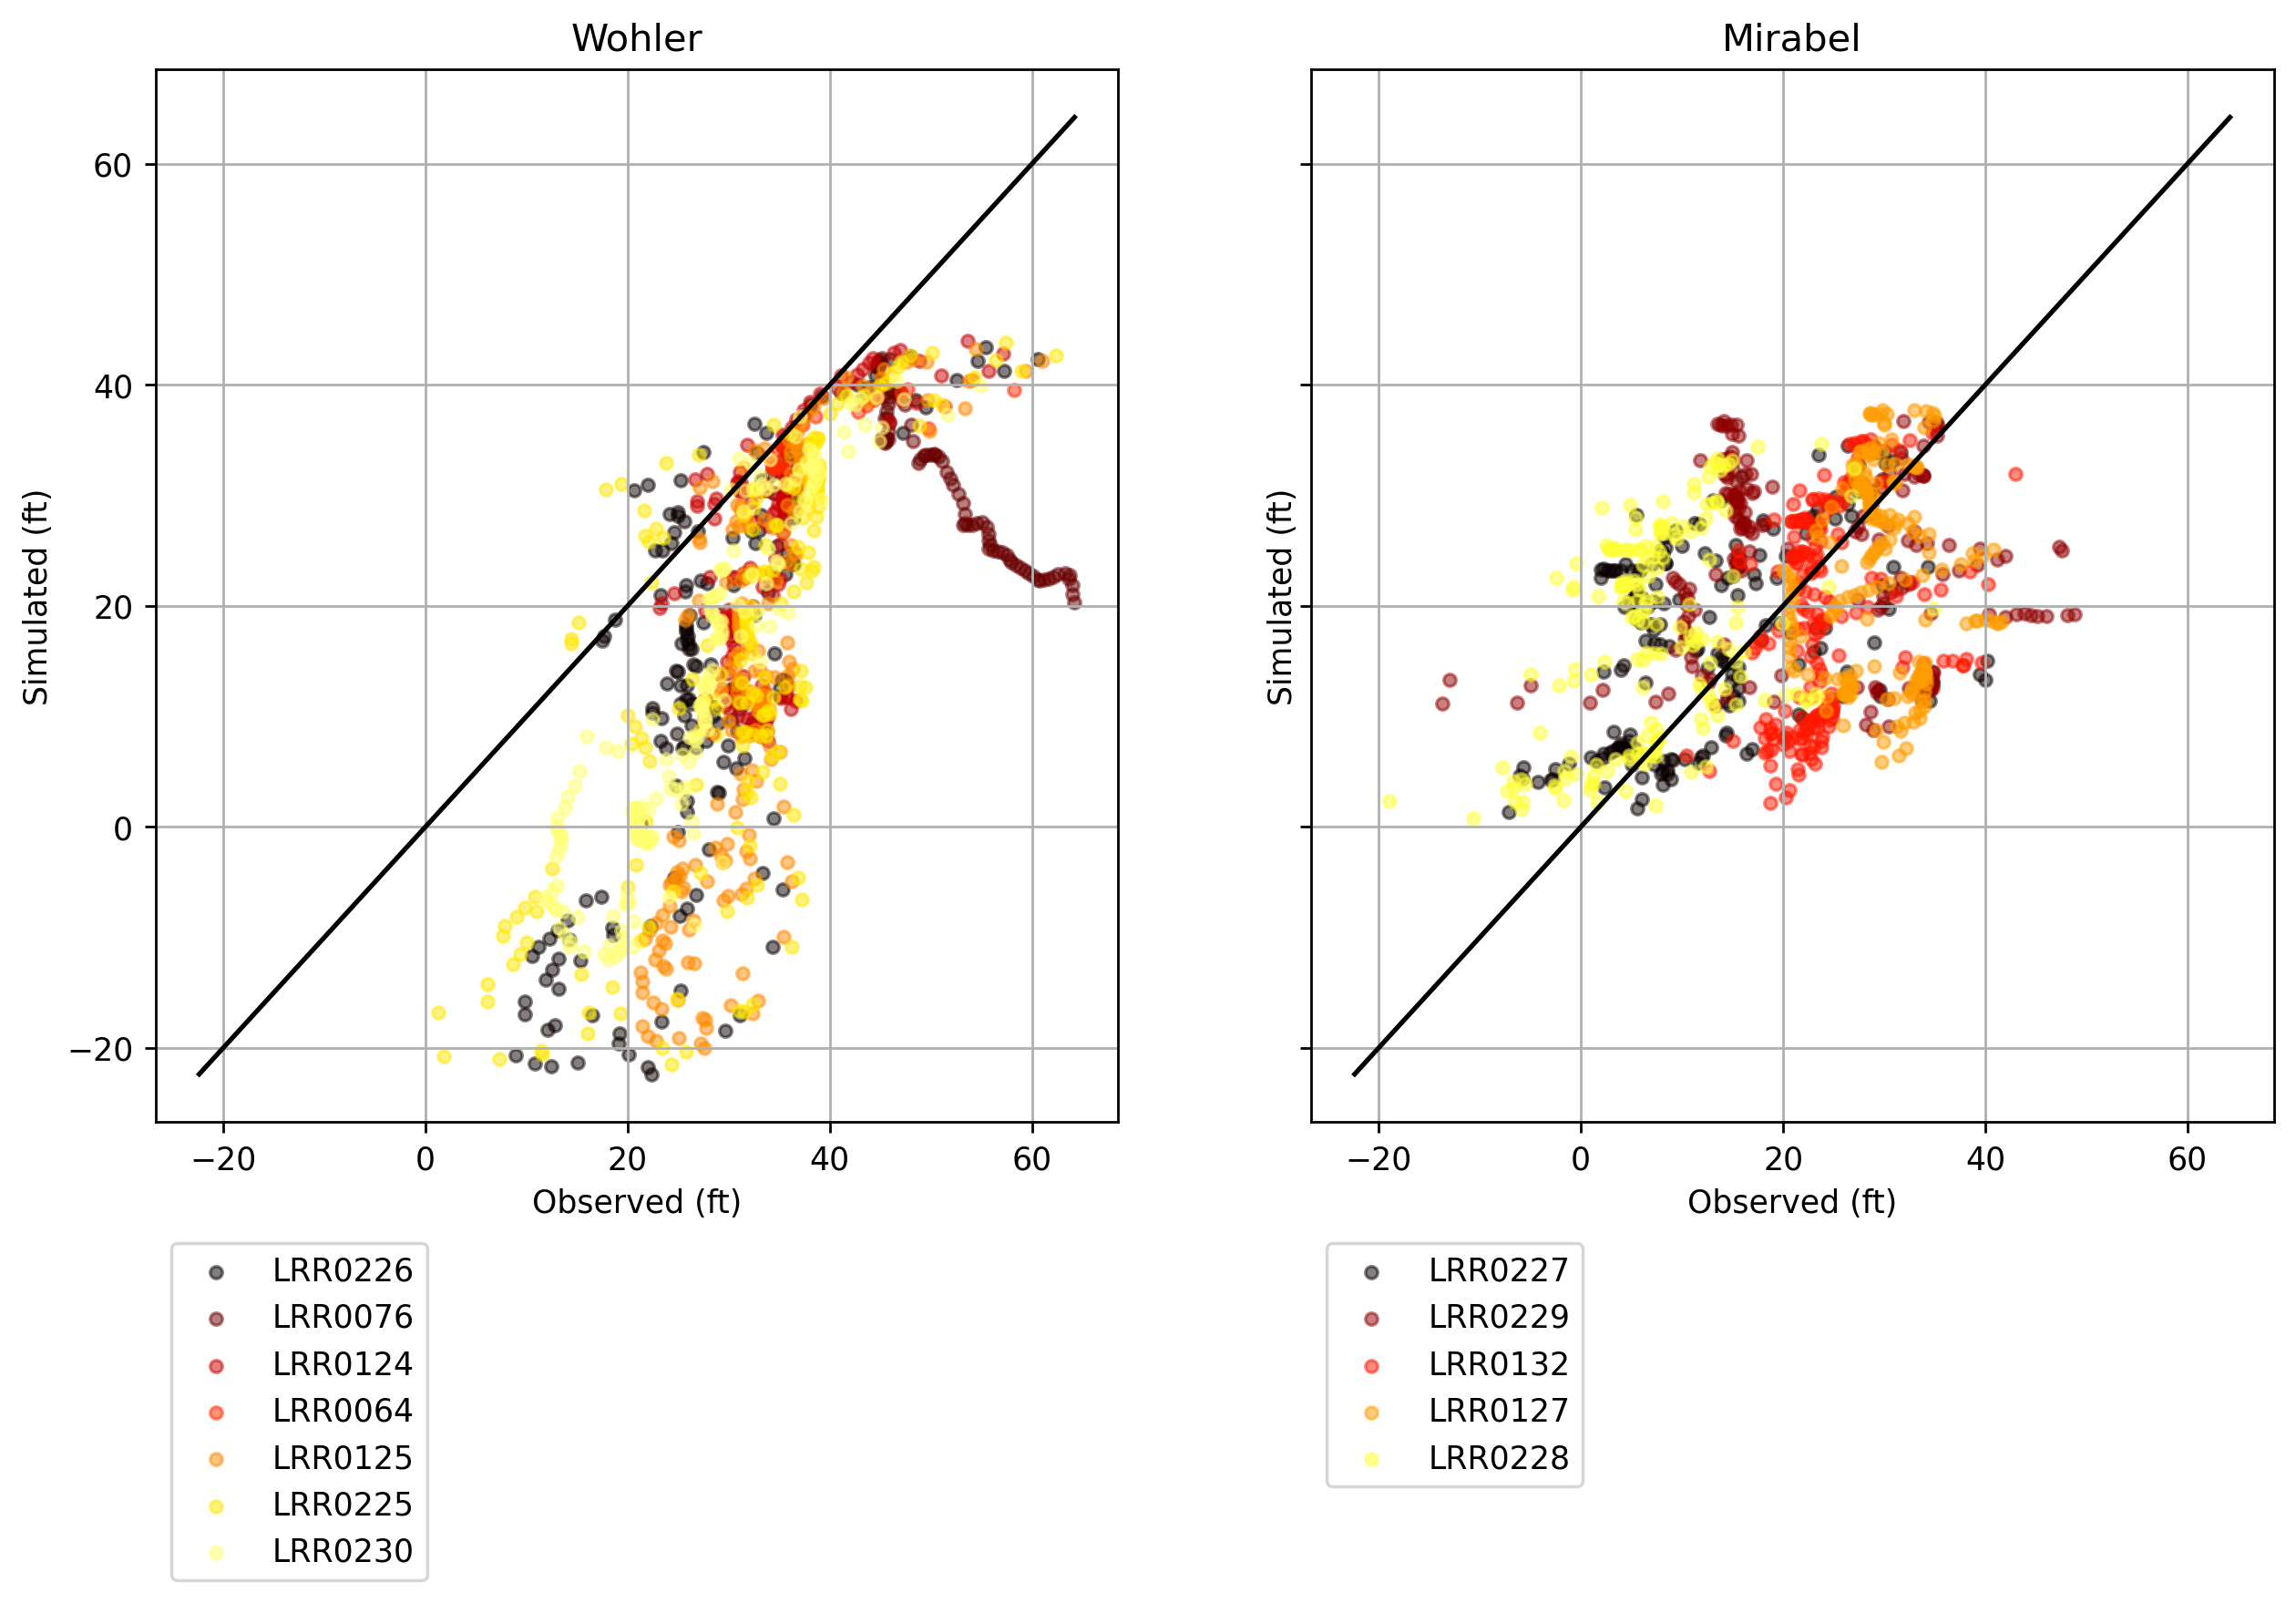 Wohler
Mirabel
60
40
20
0
−20
Simulated (ft)
Simulated (ft)
−20 0 20 40 60
−20 0 20 40 60
Observed (ft)
Observed (ft)
LRR0226
LRR0076
LRR0124
LRR0064
LRR0125
LRR0225
LRR0230
LRR0227
LRR0229
LRR0132
LRR0127
LRR0228